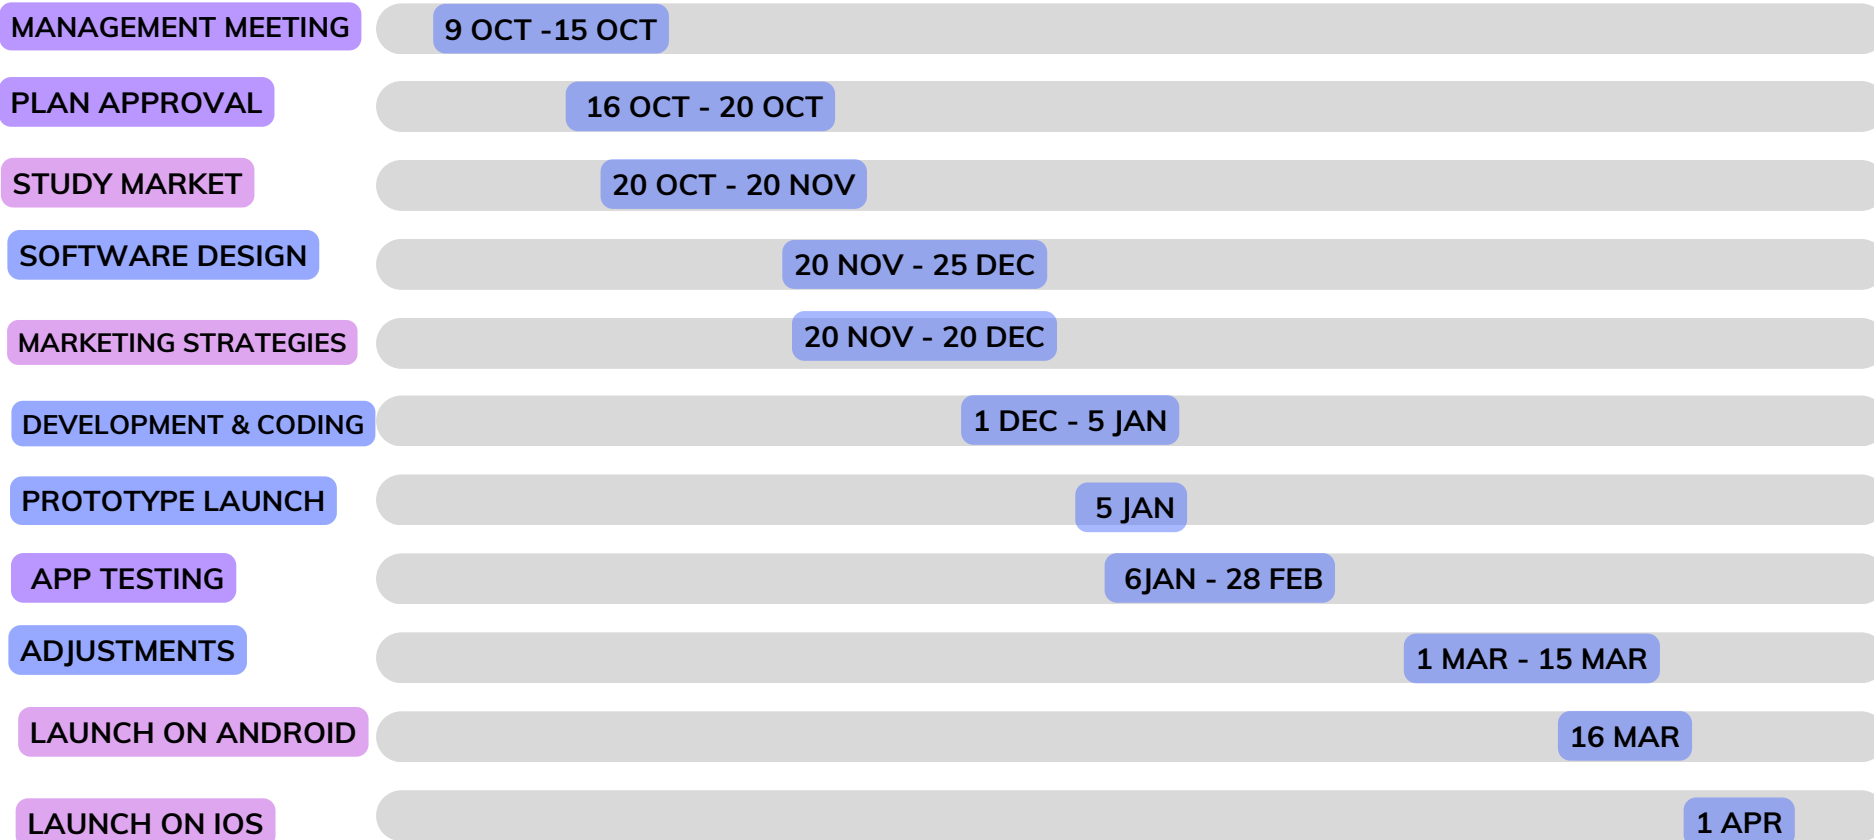 MANAGEMENT MEETING 9 OCT -15 OCT
PLAN APPROVAL 16 OCT - 20 OCT
STUDY MARKET 20 OCT - 20 NOV
SOFTWARE DESIGN 20 NOV - 25 DEC
MARKETING STRATEGIES 20 NOV - 20 DEC
DEVELOPMENT & CODING 1 DEC - 5 JAN
PROTOTYPE LAUNCH 5 JAN
APP TESTING 6JAN - 28 FEB
ADJUSTMENTS 1 MAR - 15 MAR
LAUNCH ON ANDROID 16 MAR
LAUNCH ON IOS 1 APR